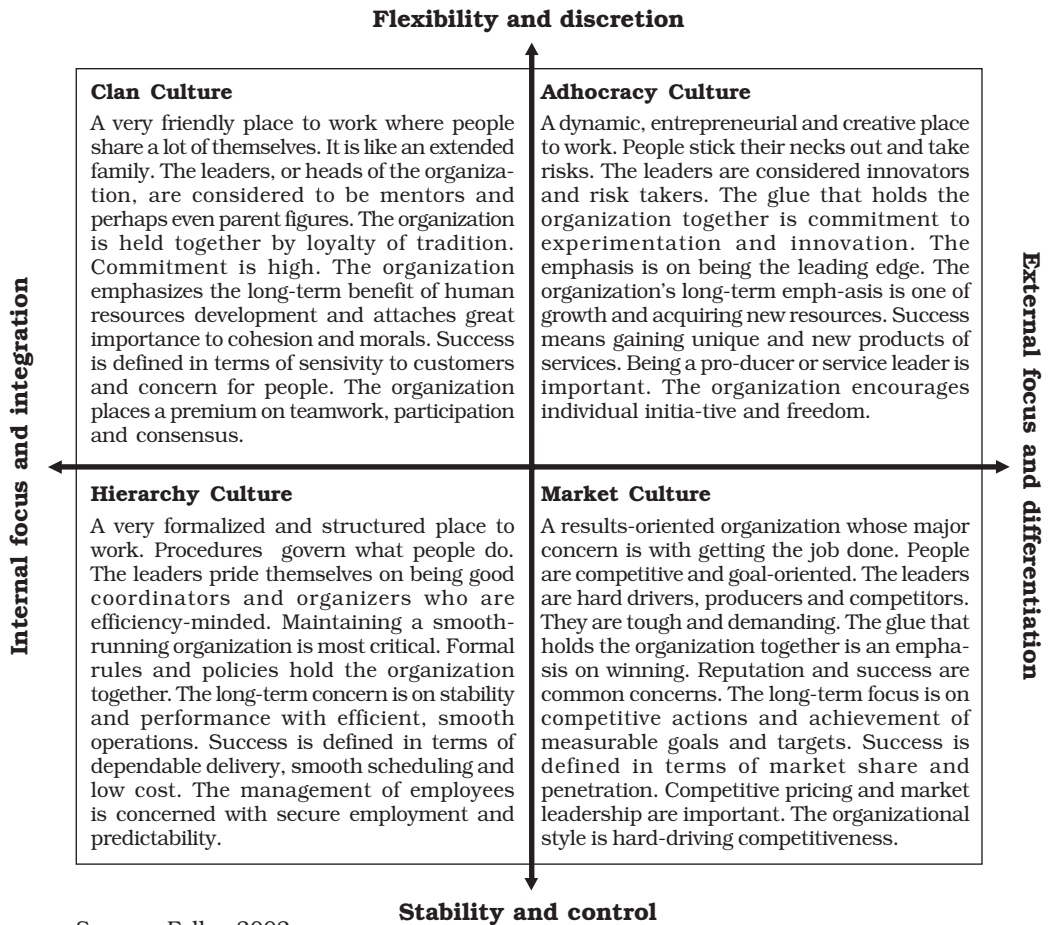 Flexibility and discretion
Internal focus and integration
Clan Culture
A very friendly place to work where people
share a lot of themselves. It is like an extended
family. The leaders, or heads of the organiza-
tion, are considered to be mentors and
perhaps even parent figures. The organization
is held together by loyalty of tradition.
Commitment is high. The organization
emphasizes the long-term benefit of human
resources development and attaches great
importance to cohesion and morals. Success
is defined in terms of sensivity to customers
and concern for people. The organization
places a premium on teamwork, participation
and consensus.
Adhocracy Culture
A dynamic, entrepreneurial and creative place
to work. People stick their necks out and take
risks. The leaders are considered innovators
and risk takers. The glue that holds the
organization together is commitment to
experimentation and innovation. The
emphasis is on being the leading edge. The
organization's long-term emph-asis is one of
growth and acquiring new resources. Success
means gaining unique and new products of
services. Being a pro-ducer or service leader is
important. The organization encourages
individual initia-tive and freedom.
External focus and differentiation
Hierarchy Culture
A very formalized and structured place to
work. Procedures govern what people do.
The leaders pride themselves on being good
coordinators and organizers who are
efficiency-minded. Maintaining a smooth-
running organization is most critical. Formal
rules and policies hold the organization
together. The long-term concern is on stability
and performance with efficient, smooth
operations. Success is defined in terms of
dependable delivery, smooth scheduling and
low cost. The management of employees
is concerned with secure employment and
predictability.
Market Culture
A results-oriented organization whose major
concern is with getting the job done. People
are competitive and goal-oriented. The leaders
are hard drivers, producers and competitors.
They are tough and demanding. The glue that
holds the organization together is an empha-
sis on winning. Reputation and success are
common concerns. The long-term focus is on
competitive actions and achievement of
measurable goals and targets. Success is
defined in terms of market share and
penetration. Competitive pricing and market
leadership are important. The organizational
style is hard-driving competitiveness.
Stability and control